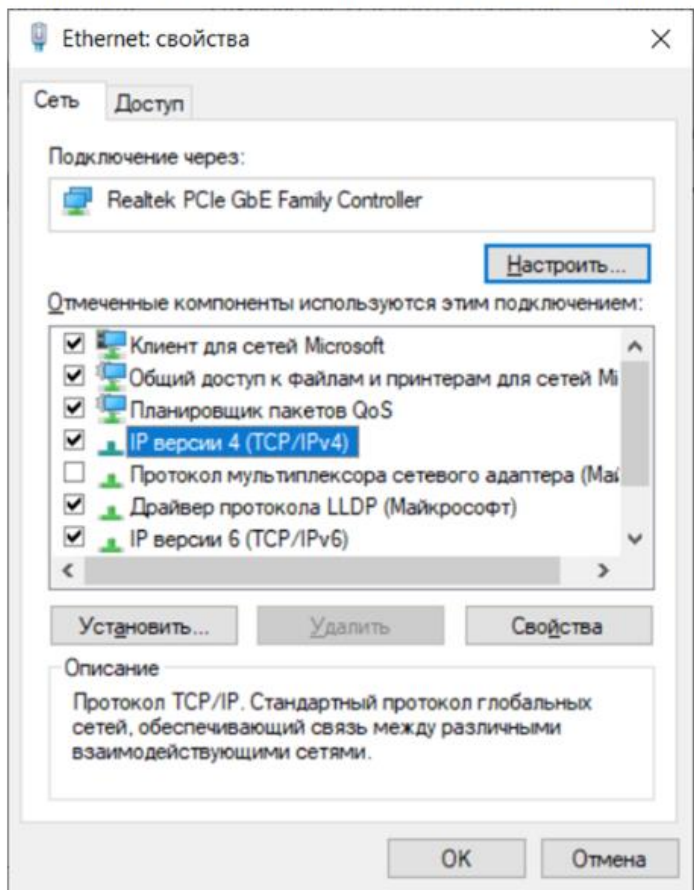 Ethernet: свойства
Сеть
Доступ
Подключение через:
Realtek PCIe GbE Family Controller
Настроить...
Отмеченные компоненты используются этим подключением:
Клиент для сетей Microsoft
Общий доступ к файлам и принтерам для сетей Mi
Планировщик пакетов QoS
IP версии 4 (TCP/IPv4)
Протокол мультиплексора сетевого адаптера (Май
Драйвер протокола LLDP (Майкрософт)
IP версии 6 (TCP/IPv6)
Установить...
Удалить
Свойства
Описание
Протокол TCP/IP. Стандартный протокол глобальных
сетей, обеспечивающий связь между различными
взаимодействующими сетями.
OK
Отмена